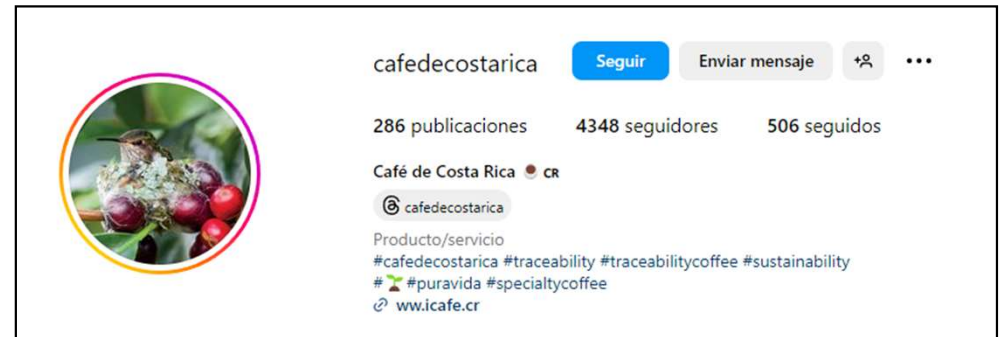 cafedecostarica Seguir Enviar mensaje
286 publicaciones 4348 seguidores 506 seguidos
Café de Costa Rica ☕ CR
cafedecostarica
Producto/servicio
#cafedecostarica #traceability #traceabilitycoffee #sustainability
#🌱 #puravida #specialtycoffee
ww.icafe.cr